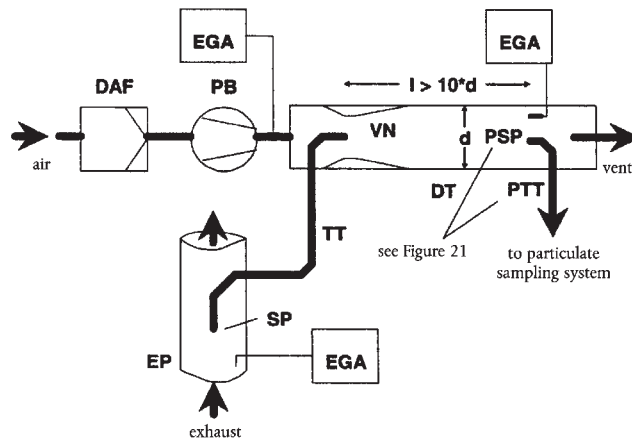 EGA
EGA
DAF
PB
l > 10*d
air
VN
d
PSP
vent
DT
PTT
TT
see Figure 21
to particulate
sampling system
SP
EP
EGA
exhaust